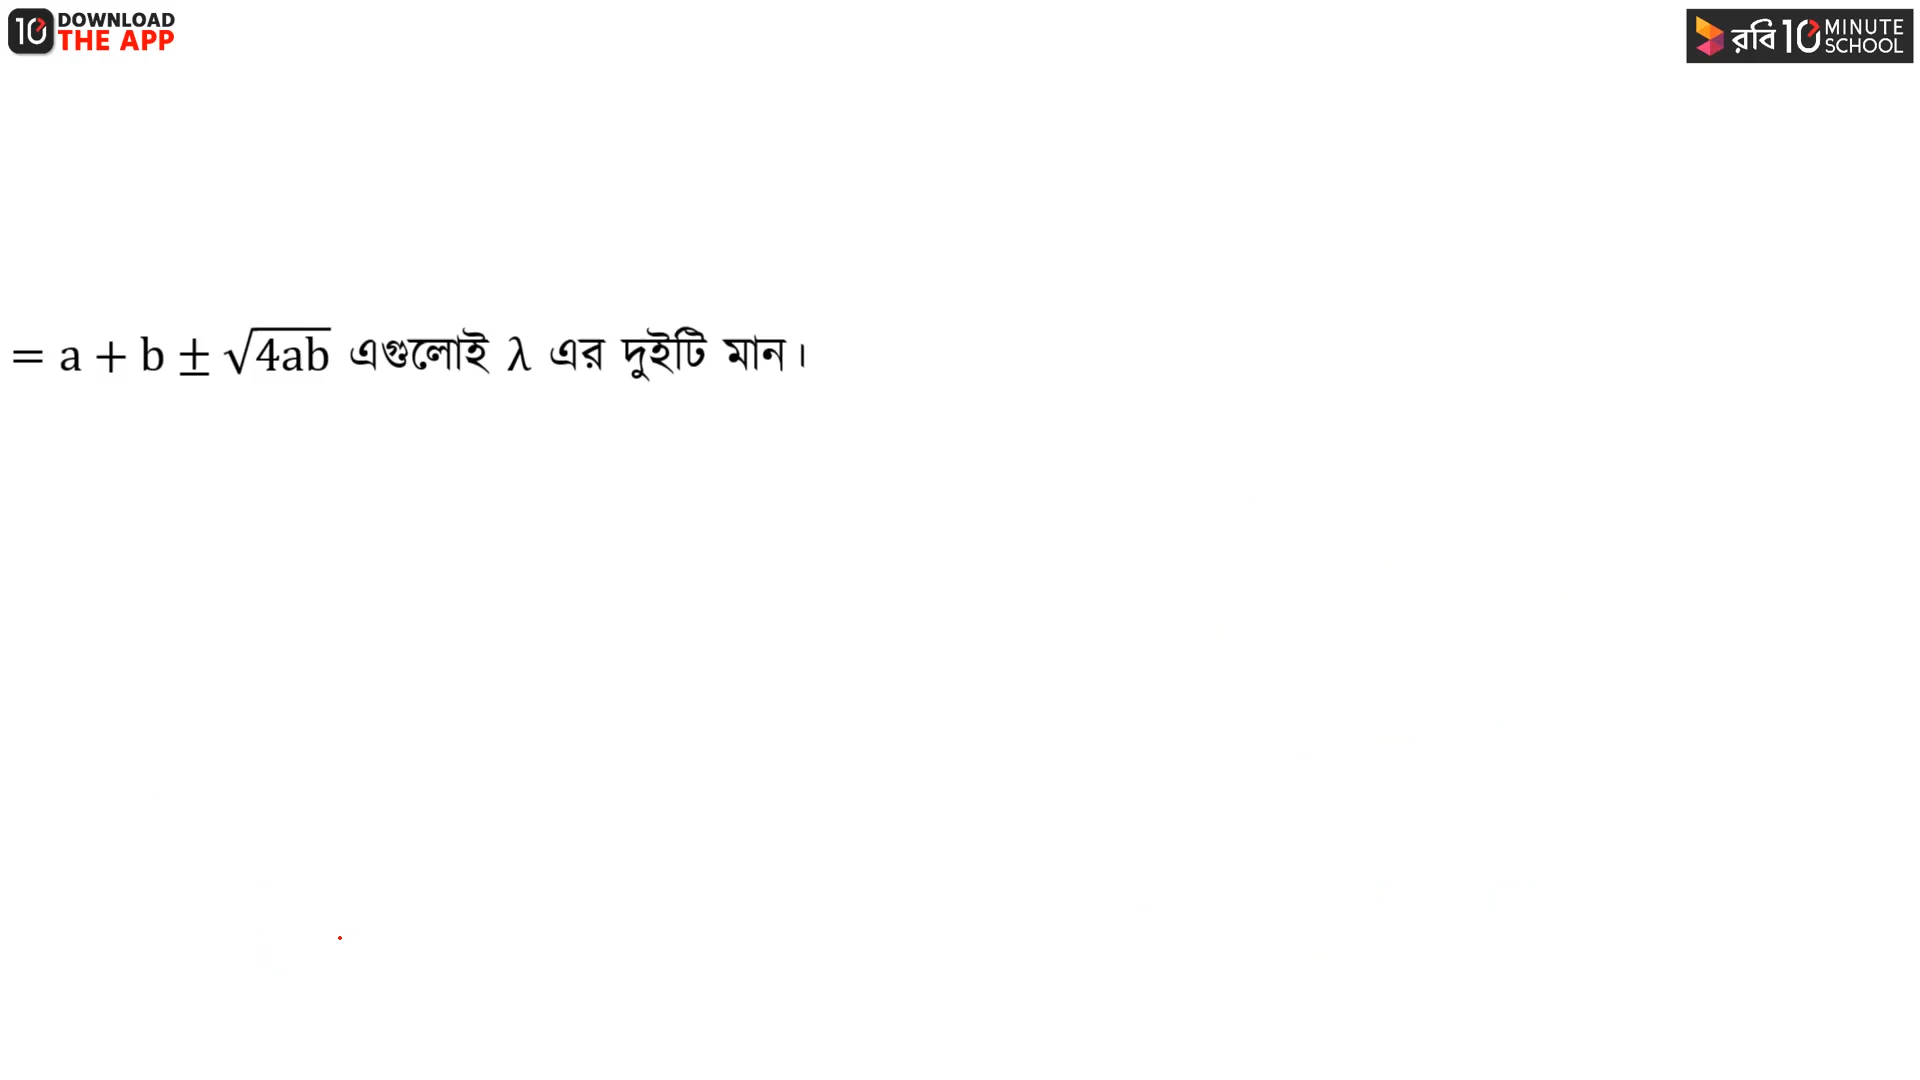 10 DOWNLOAD THE APP
রবি 10 MINUTE SCHOOL
= a + b ± √4ab এগুলোই λ এর দুইটি মান।